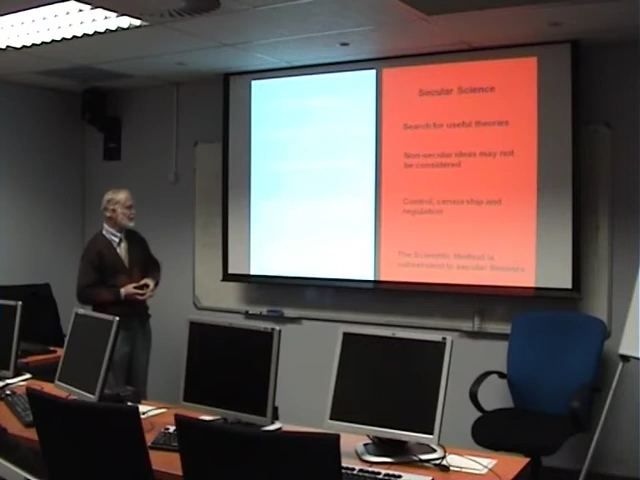 Secular Science
Search for useful theories
Non-secular ideas may not
be considered
Control, censorship and
regulation
The Scientific Method is
subservient to secular theories